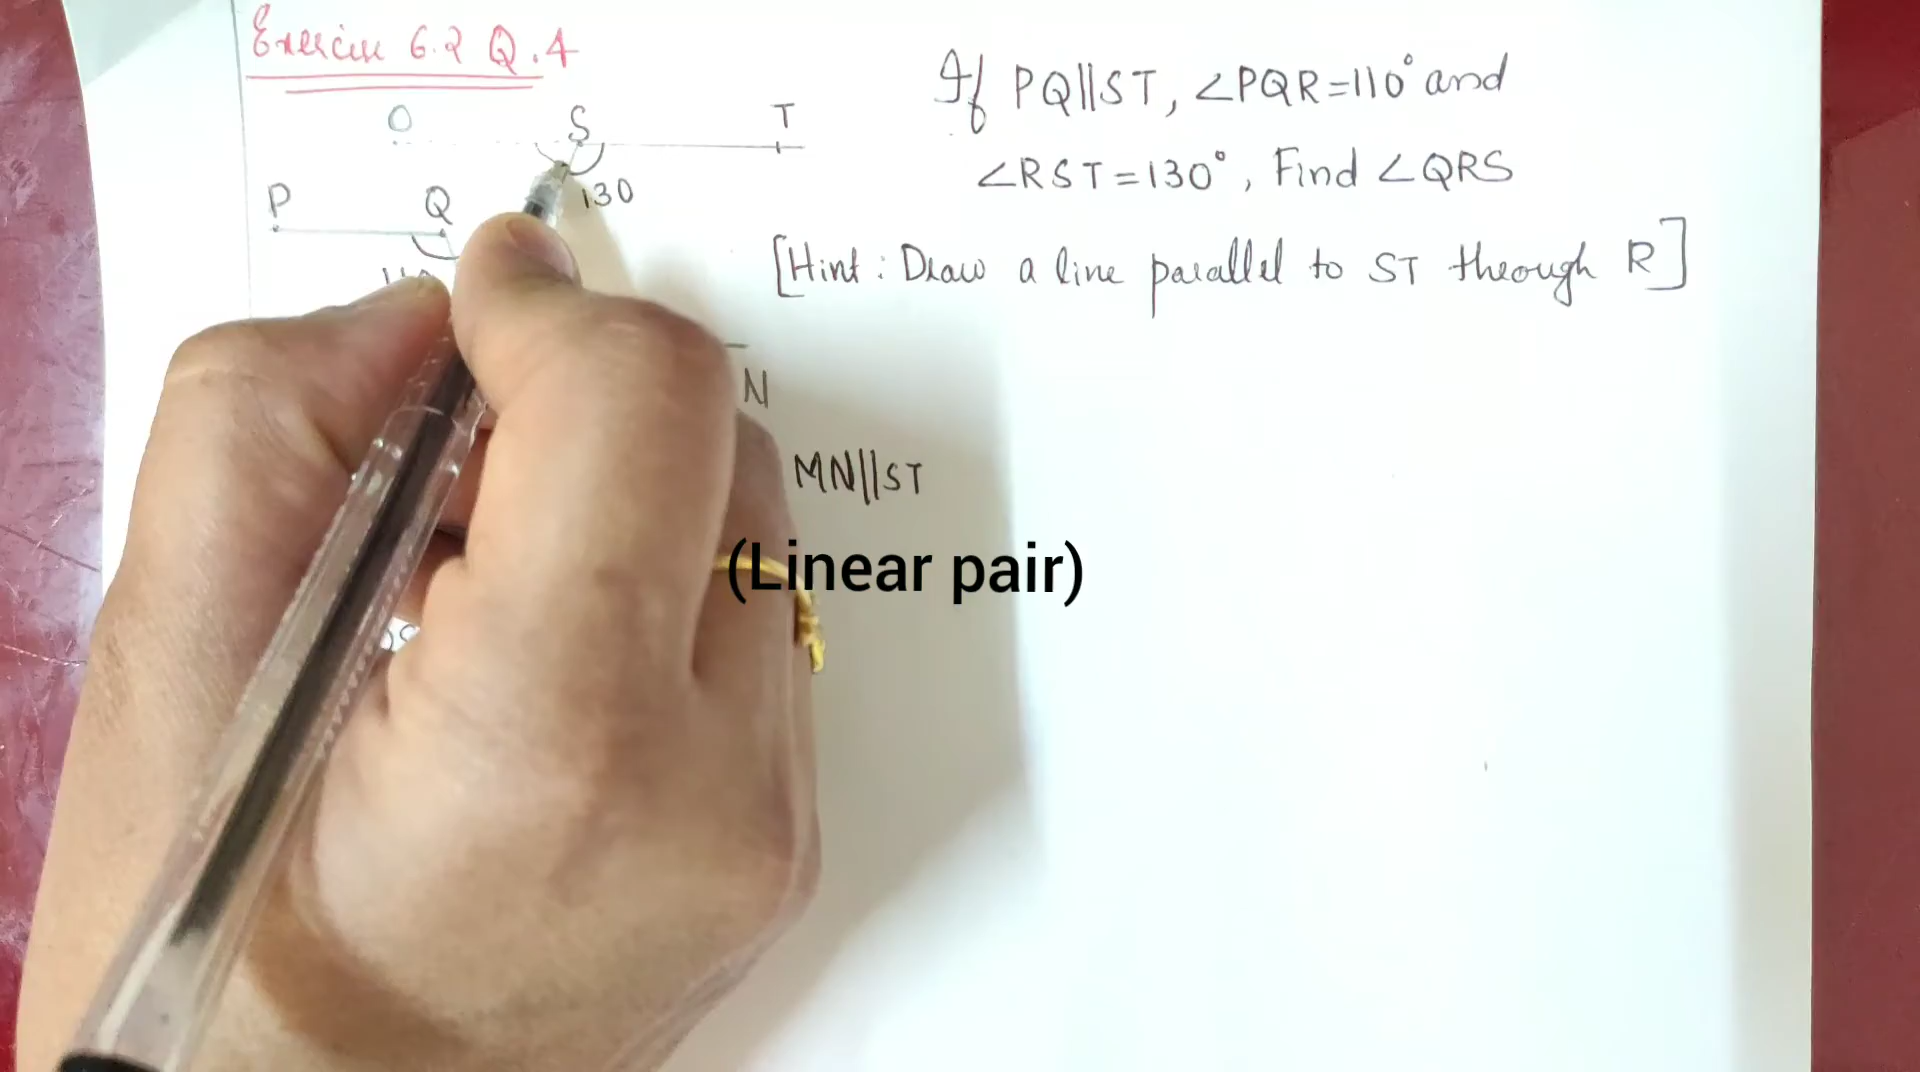 Exercise 6.2 Q.4
If PQ||ST, ∠PQR=110° and
∠RST=130°, Find ∠QRS
[Hint: Draw a line parallel to ST through R]
O S T
130
P Q
N
MN||ST
(Linear pair)